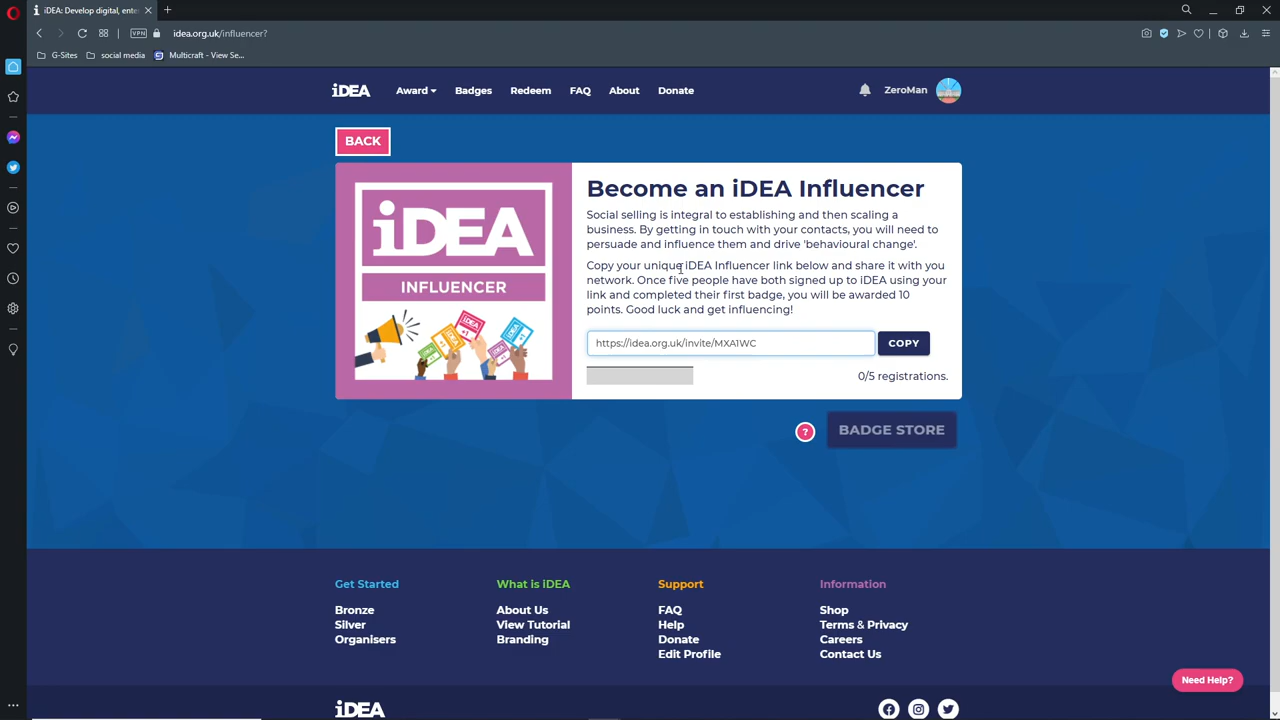 iDEA: Develop digital, ente
VPN idea.org.uk/influencer?
G-Sites social media Multicraft - View Se...
iDEA Award Badges Redeem FAQ About Donate ZeroMan
BACK
iDEA
INFLUENCER
Become an iDEA Influencer
Social selling is integral to establishing and then scaling a
business. By getting in touch with your contacts, you will need to
persuade and influence them and drive 'behavioural change'.
Copy your unique iDEA Influencer link below and share it with you
network. Once five people have both signed up to iDEA using your
link and completed their first badge, you will be awarded 10
points. Good luck and get influencing!
https://idea.org.uk/invite/MXA1WC COPY
0/5 registrations.
? BADGE STORE
Get Started What is iDEA Support Information
Bronze About Us FAQ Shop
Silver View Tutorial Help Terms & Privacy
Organisers Branding Donate Careers
Edit Profile Contact Us
Need Help?
iDEA